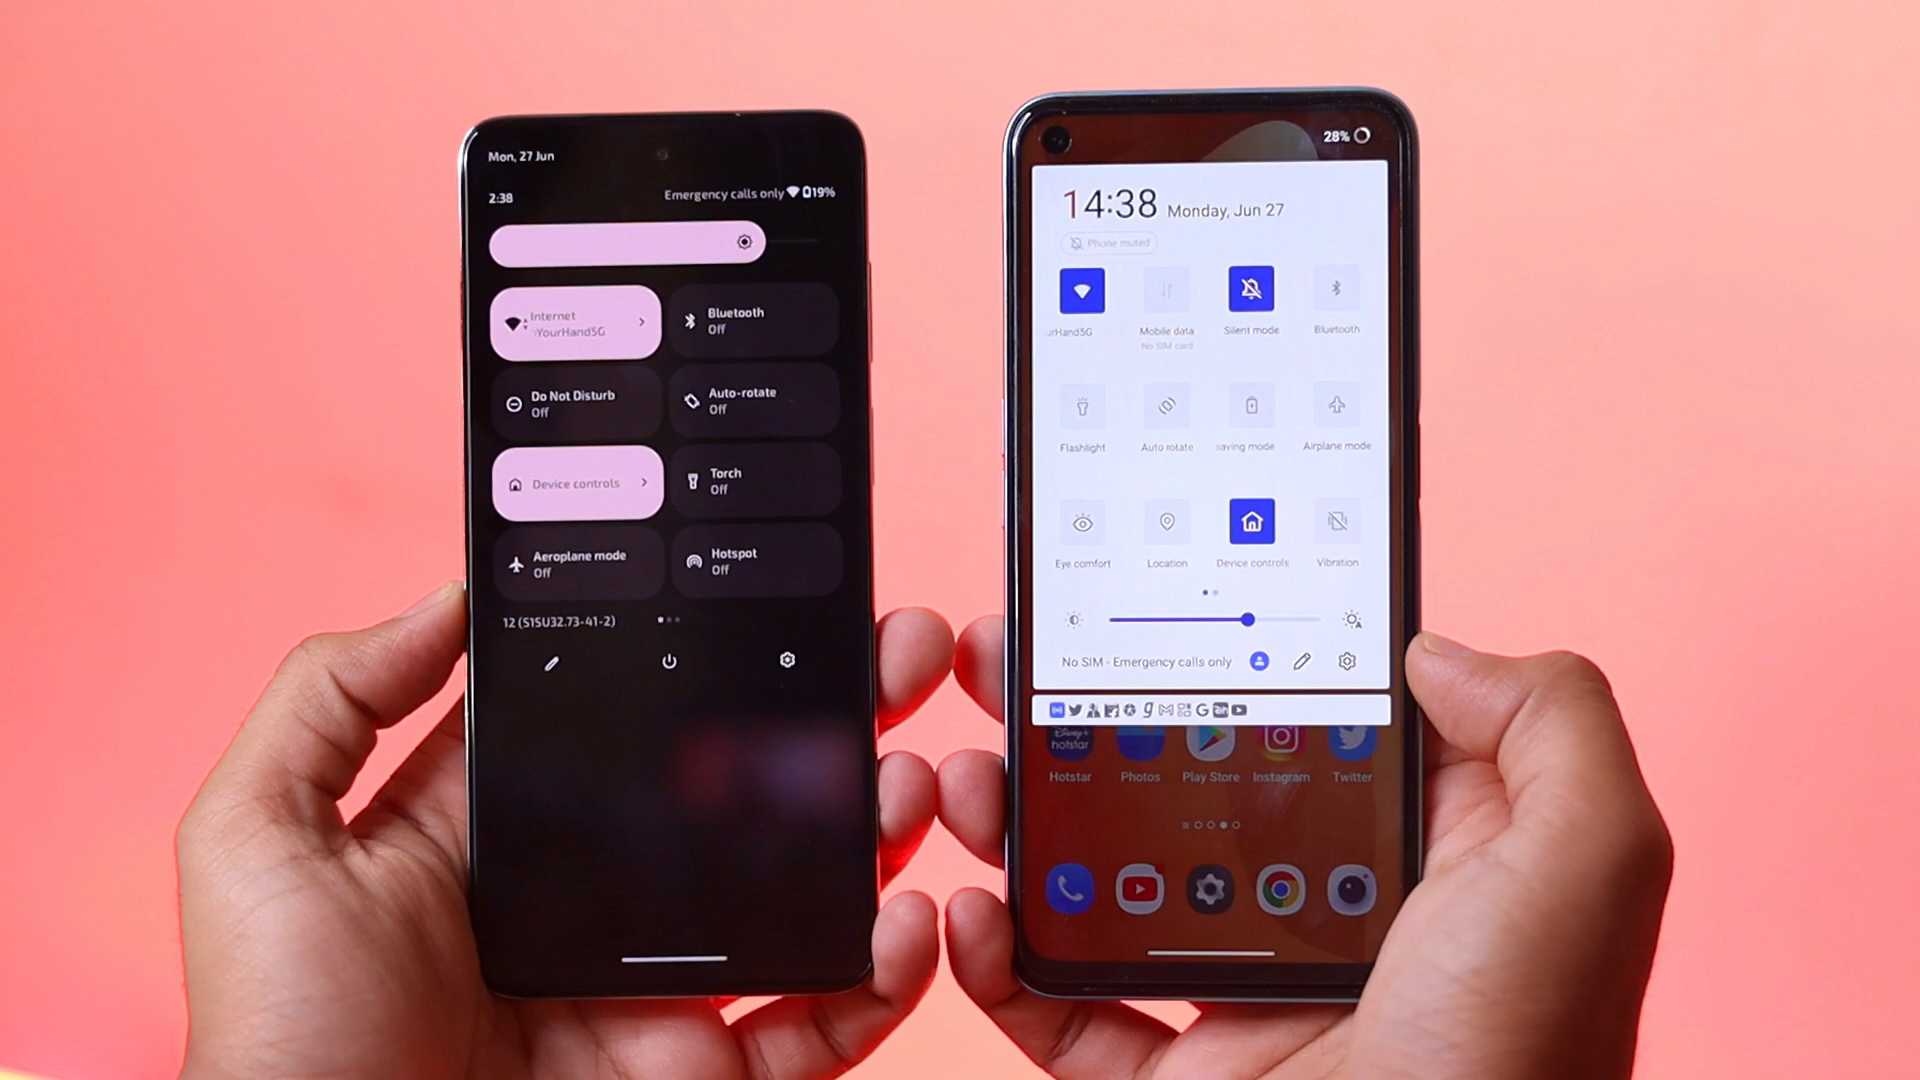 Mon, 27 Jun
2:38
Emergency calls only 19%
Internet
YourHand5G
Bluetooth
Off
Do Not Disturb
Off
Auto-rotate
Off
Device controls
Torch
Off
Aeroplane mode
Off
Hotspot
Off
12 (S1SU32.73-41-2)
28%
14:38 Monday, Jun 27
Phone muted
urHand5G
Mobile data
No SIM card
Silent mode
Bluetooth
Flashlight
Auto rotate
saving mode
Airplane mode
Eye comfort
Location
Device controls
Vibration
No SIM - Emergency calls only
Disney+
hotstar
Hotstar
Photos
Play Store
Instagram
Twitter